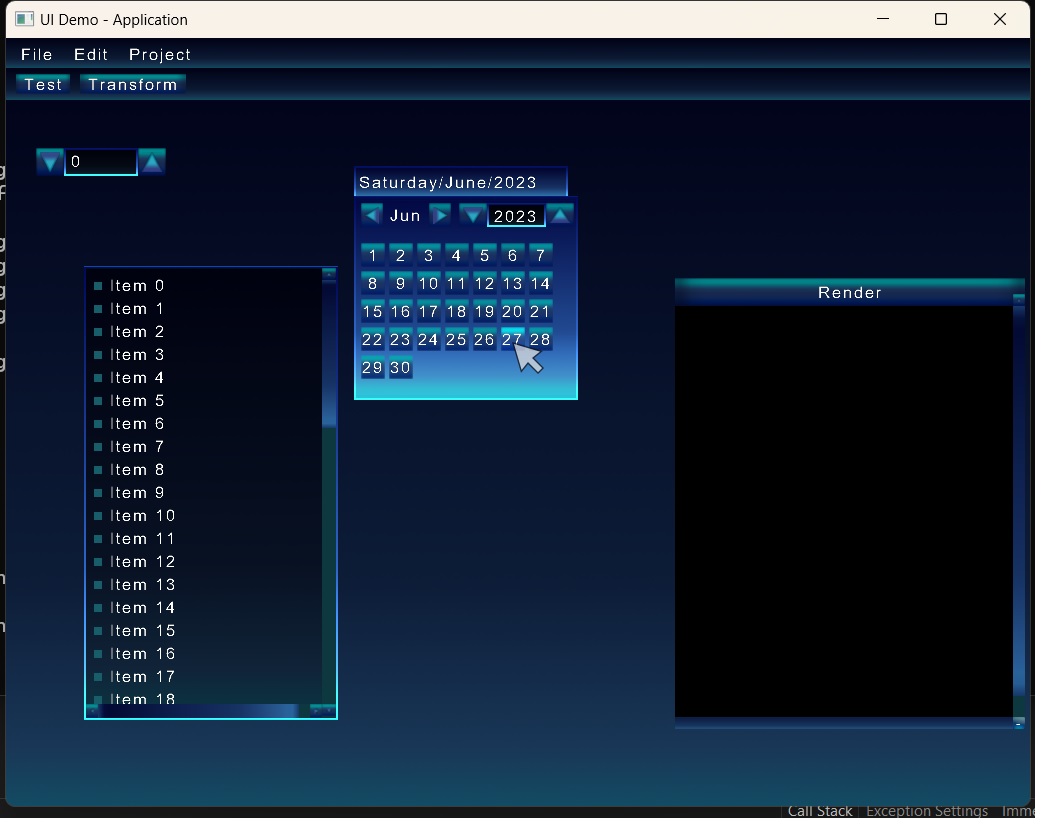 UI Demo - Application
File Edit Project
Test Transform
0
Saturday/June/2023
Jun 2023
1 2 3 4 5 6 7
8 9 10 11 12 13 14
15 16 17 18 19 20 21
22 23 24 25 26 27 28
29 30
Item 0
Item 1
Item 2
Item 3
Item 4
Item 5
Item 6
Item 7
Item 8
Item 9
Item 10
Item 11
Item 12
Item 13
Item 14
Item 15
Item 16
Item 17
Item 18
Render
Call Stack Exception Settings